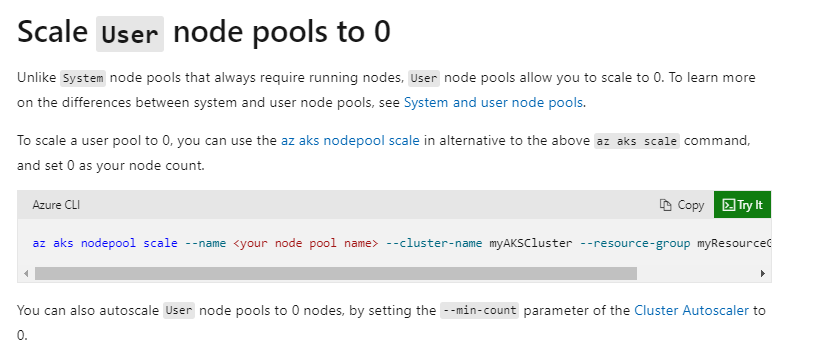 Scale User node pools to 0
Unlike System node pools that always require running nodes, User node pools allow you to scale to 0. To learn more
on the differences between system and user node pools, see System and user node pools.
To scale a user pool to 0, you can use the az aks nodepool scale in alternative to the above az aks scale command,
and set 0 as your node count.
Azure CLI
Copy
Try It
az aks nodepool scale --name <your node pool name> --cluster-name myAKSCluster --resource-group myResource
You can also autoscale User node pools to 0 nodes, by setting the --min-count parameter of the Cluster Autoscaler to
0.